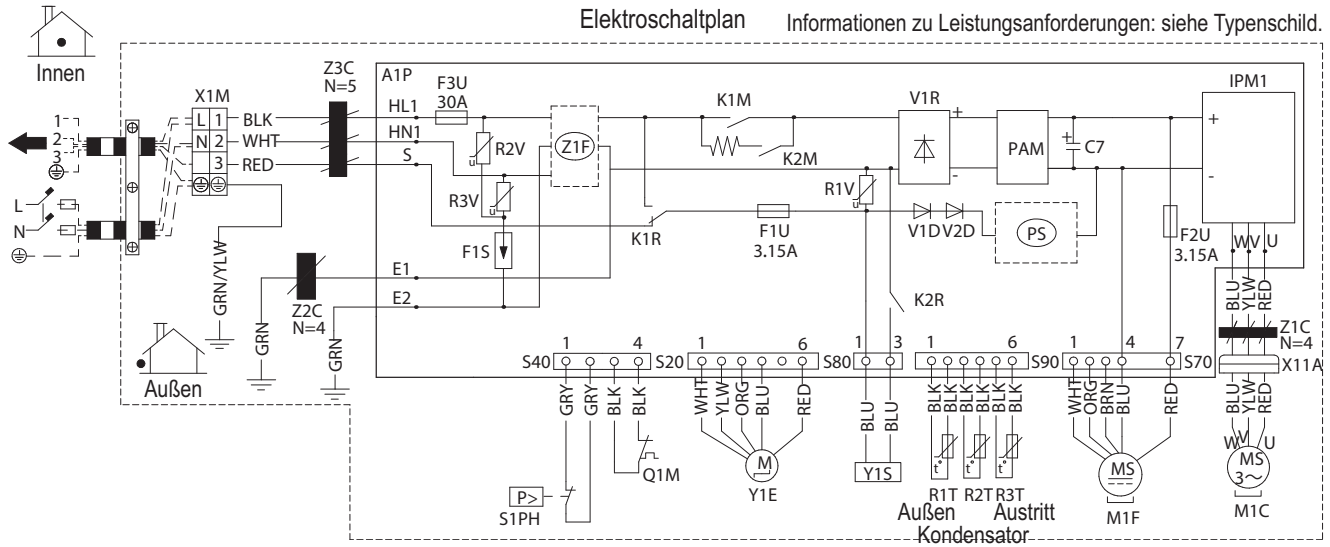 Elektroschaltplan
Informationen zu Leistungsanforderungen: siehe Typenschild.
Innen
Z3C
N=5
A1P
F3U
30A
IPM1
X1M
HL1
K1M
V1R
L 1 BLK
HN1
+
+
1
2
3
N 2 WHT
S
R2V
u
Z1F
K2M
PAM
+
C7
3 RED
-
-
R3V
u
R1V
u
L
N
K1R
F1U
3.15A
V1D V2D
PS
F2U
3.15A
W V U
F1S
E1
E2
K2R
GRN/YLW
Z2C
N=4
GRN
GRN
BLU
YLW
RED
Z1C
N=4
X11A
Außen
S40 1 4
S20 1 6
S80 1 3
1 6 S90
1 4 7 S70
GRY
GRY
BLK
BLK
WHT
YLW
ORG
BLU
RED
BLU
BLU
BLK
BLK
BLK
BLK
BLK
BLK
WHT
ORG
BRN
BLU
RED
BLU
YLW
RED
W V U
Q1M
M
Y1E
Y1S
t°
t°
t°
R1T R2T R3T
MS
M1F
MS
3~
M1C
P>
S1PH
Außen
Austritt
Kondensator